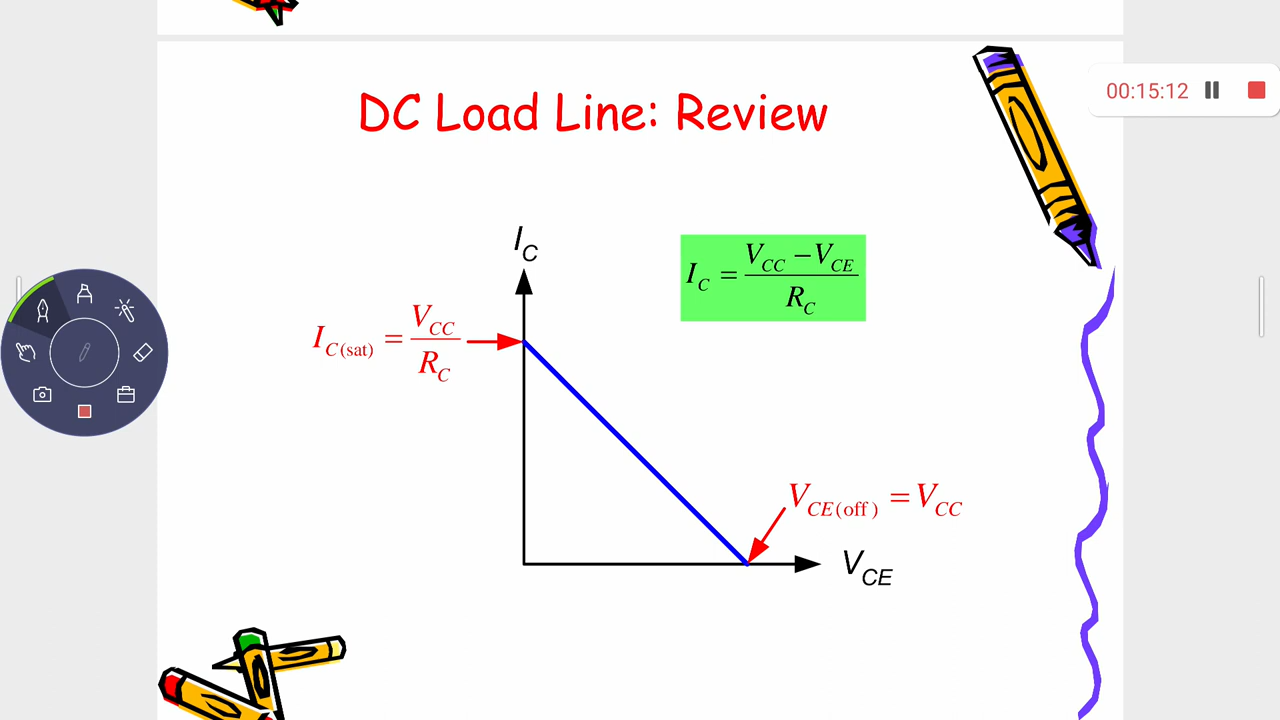 00:15:12
DC Load Line: Review
I_C
I_C = (V_CC − V_CE) / R_C
I_C(sat) = V_CC / R_C
V_CE(off) = V_CC
V_CE